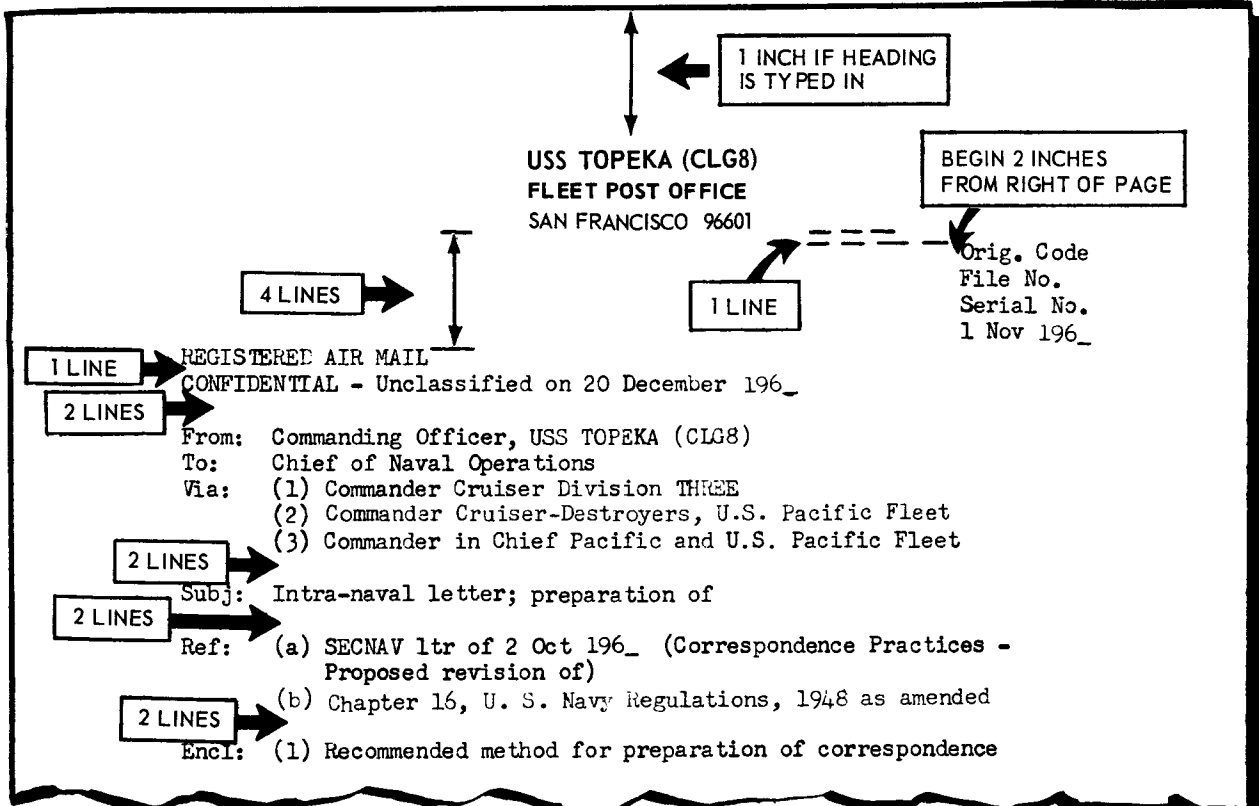 1 INCH IF HEADING
IS TYPED IN
USS TOPEKA (CLG8)
FLEET POST OFFICE
SAN FRANCISCO 96601
BEGIN 2 INCHES
FROM RIGHT OF PAGE
Orig. Code
File No.
Serial No.
1 Nov 196_
4 LINES
1 LINE
1 LINE
REGISTERED AIR MAIL
CONFIDENTIAL - Unclassified on 20 December 196_
2 LINES
From: Commanding Officer, USS TOPEKA (CLG8)
To: Chief of Naval Operations
Via: (1) Commander Cruiser Division THREE
(2) Commander Cruiser-Destroyers, U.S. Pacific Fleet
(3) Commander in Chief Pacific and U.S. Pacific Fleet
2 LINES
Subj: Intra-naval letter; preparation of
2 LINES
Ref: (a) SECNAV ltr of 2 Oct 196_ (Correspondence Practices -
Proposed revision of)
(b) Chapter 16, U. S. Navy Regulations, 1948 as amended
2 LINES
Encl: (1) Recommended method for preparation of correspondence